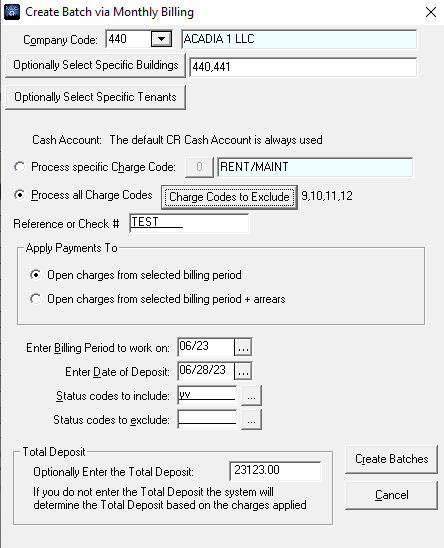 Create Batch via Monthly Billing
Company Code: 440 ACADIA 1 LLC
Optionally Select Specific Buildings 440,441
Optionally Select Specific Tenants
Cash Account: The default CR Cash Account is always used
Process specific Charge Code: 0 RENT/MAINT
Process all Charge Codes Charge Codes to Exclude 9,10,11,12
Reference or Check # TEST
Apply Payments To
Open charges from selected billing period
Open charges from selected billing period + arrears
Enter Billing Period to work on: 06/23 ...
Enter Date of Deposit: 06/28/23 ...
Status codes to include: yv ...
Status codes to exclude: ...
Total Deposit
Optionally Enter the Total Deposit: 23123.00
If you do not enter the Total Deposit the system will
determine the Total Deposit based on the charges applied
Create Batches
Cancel